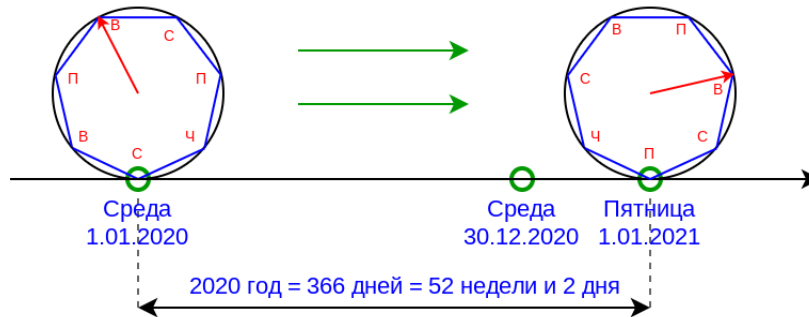 В
С
П
П
В
Ч
С
В
П
С
В
Ч
С
П
Среда
1.01.2020
Среда
30.12.2020
Пятница
1.01.2021
2020 год = 366 дней = 52 недели и 2 дня